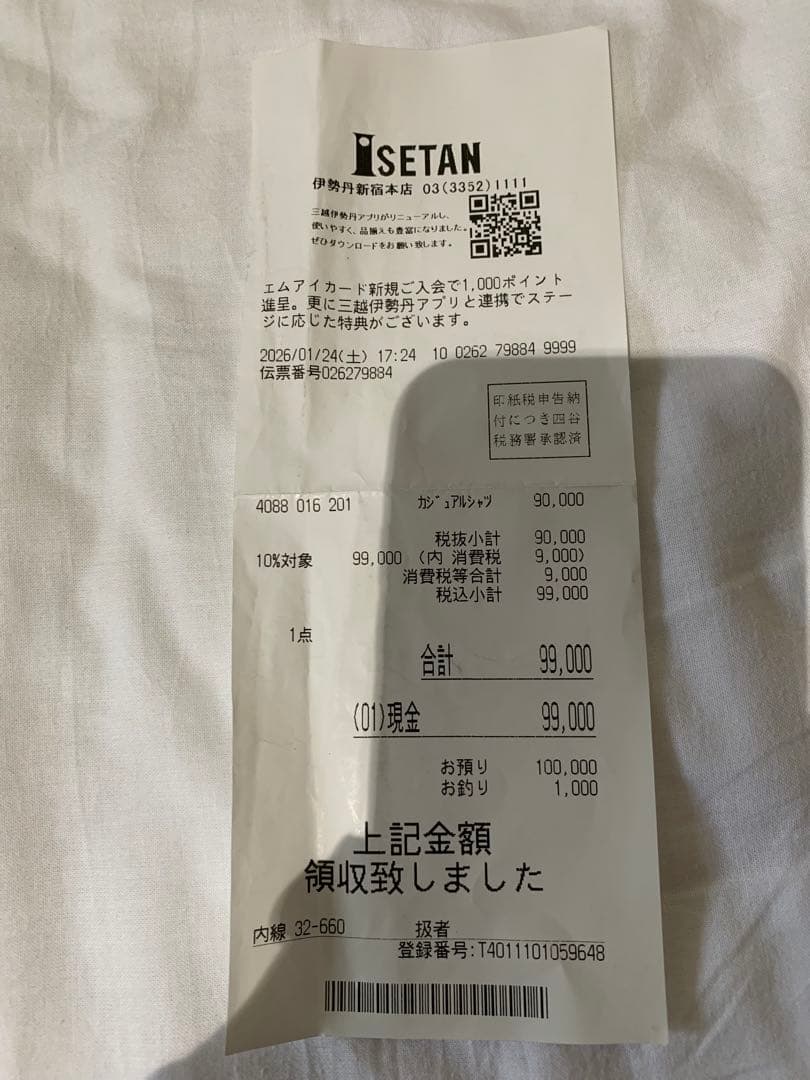 ISETAN
伊勢丹新宿本店 03(3352)1111
三越伊勢丹アプリがリニューアルし、
使いやすく、品揃えも豊富になりました。
ぜひダウンロードをお願い致します。
エムアイカード新規ご入会で1,000ポイント
進呈。更に三越伊勢丹アプリと連携でステー
ジに応じた特典がございます。
2026/01/24(土) 17:24 10 0262 79884 9999
伝票番号026279884
印紙税申告納
付につき四谷
税務署承認済
4088 016 201 ｶｼﾞｭｱﾙｼｬﾂ 90,000
税抜小計 90,000
10%対象 99,000 (内 消費税 9,000)
消費税等合計 9,000
税込小計 99,000
1点
合計 99,000
(01)現金 99,000
お預り 100,000
お釣り 1,000
上記金額
領収致しました
内線 32-660 扱者
登録番号:T4011101059648